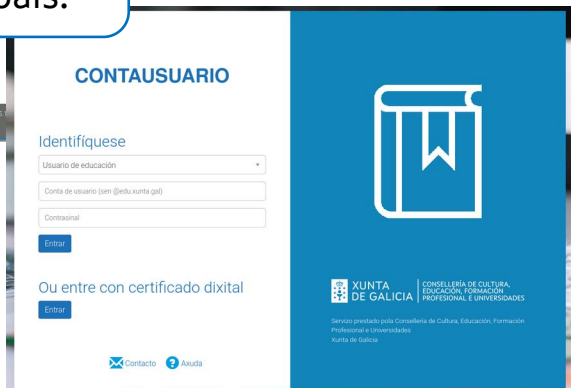 país.
CONTAUSUARIO
Identifíquese
Usuario de educación
Conta de usuario (sen @edu.xunta.gal)
Contrasinal
Entrar
Ou entre con certificado dixital
Entrar
Contacto
Axuda
XUNTA
DE GALICIA
CONSELLERÍA DE CULTURA,
EDUCACIÓN, FORMACIÓN
PROFESIONAL E UNIVERSIDADES
Servizo prestado pola Consellería de Cultura, Educación, Formación
Profesional e Universidades
Xunta de Galicia